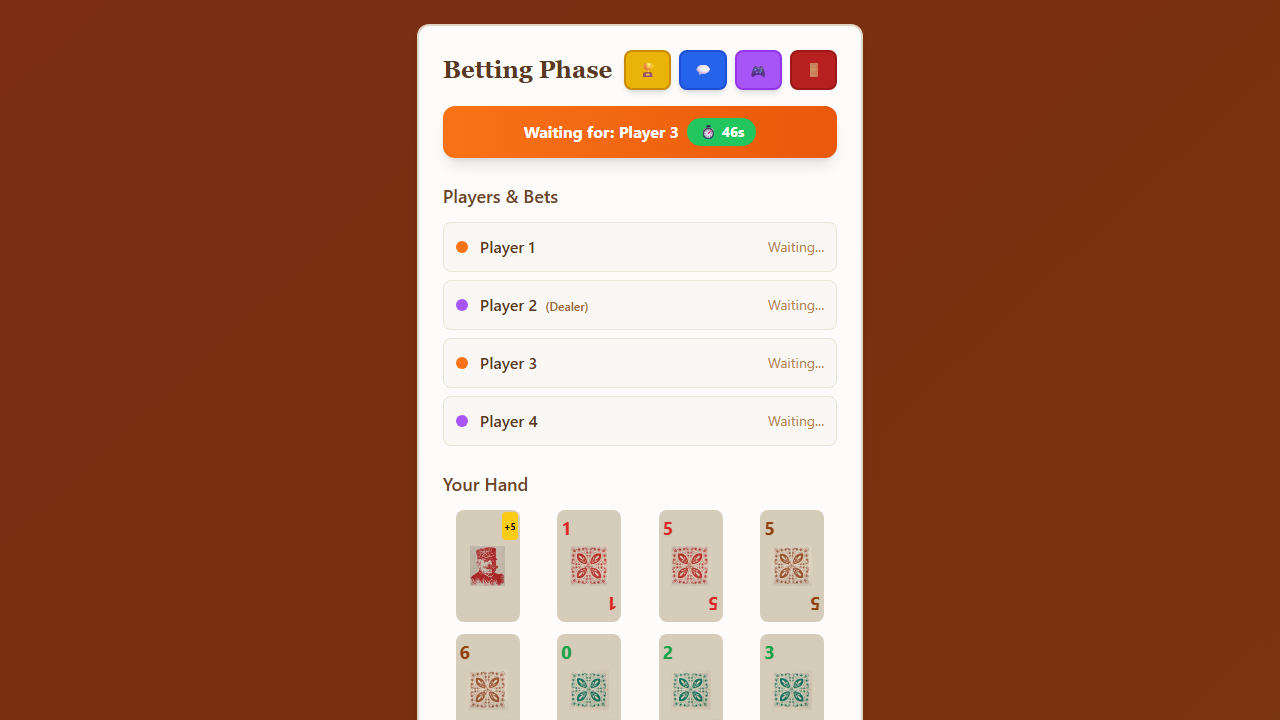 Betting Phase
Waiting for: Player 3 46s
Players & Bets
Player 1 Waiting...
Player 2 (Dealer) Waiting...
Player 3 Waiting...
Player 4 Waiting...
Your Hand
+5 1 5 5
1 5 5
6 0 2 3